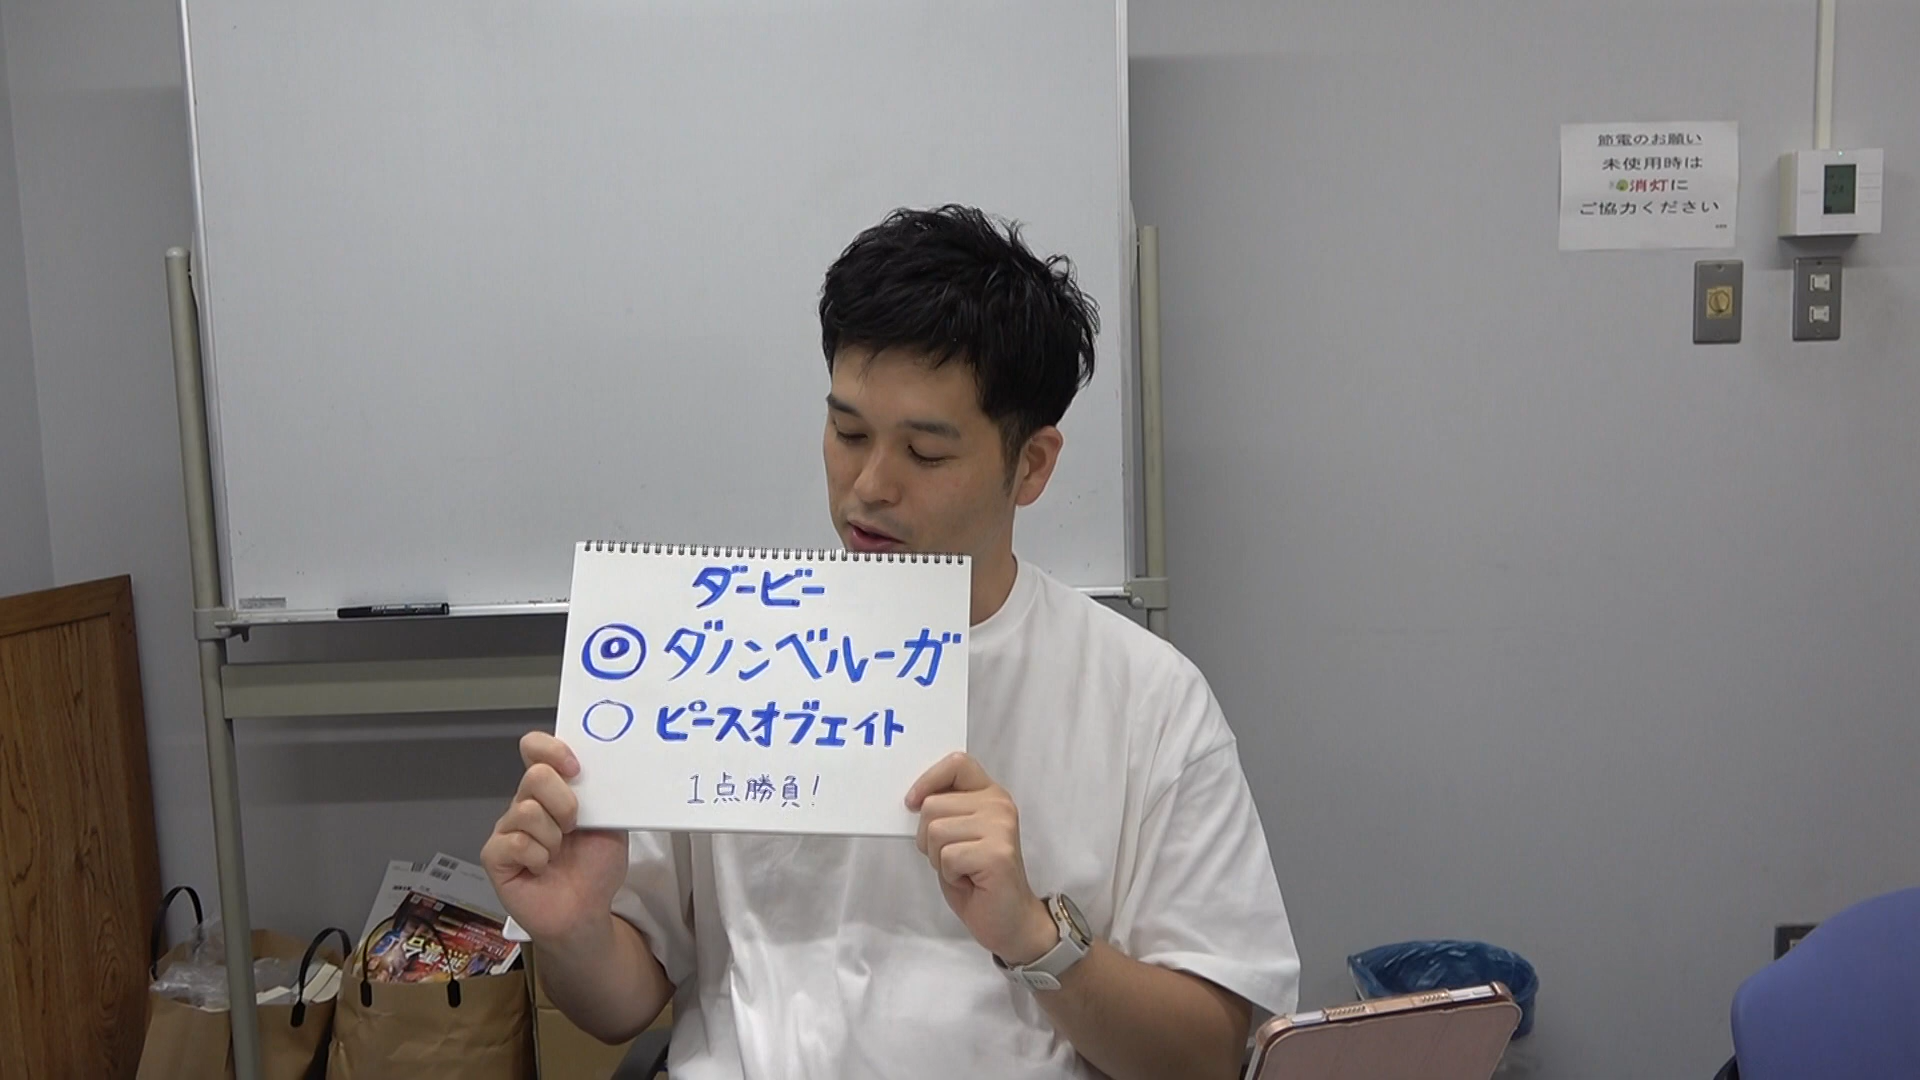 節電のお願い
未使用時は
消灯に
ご協力ください
ダービー
◎ ダノンベルーガ
○ ピースオブエイト
1点勝負!